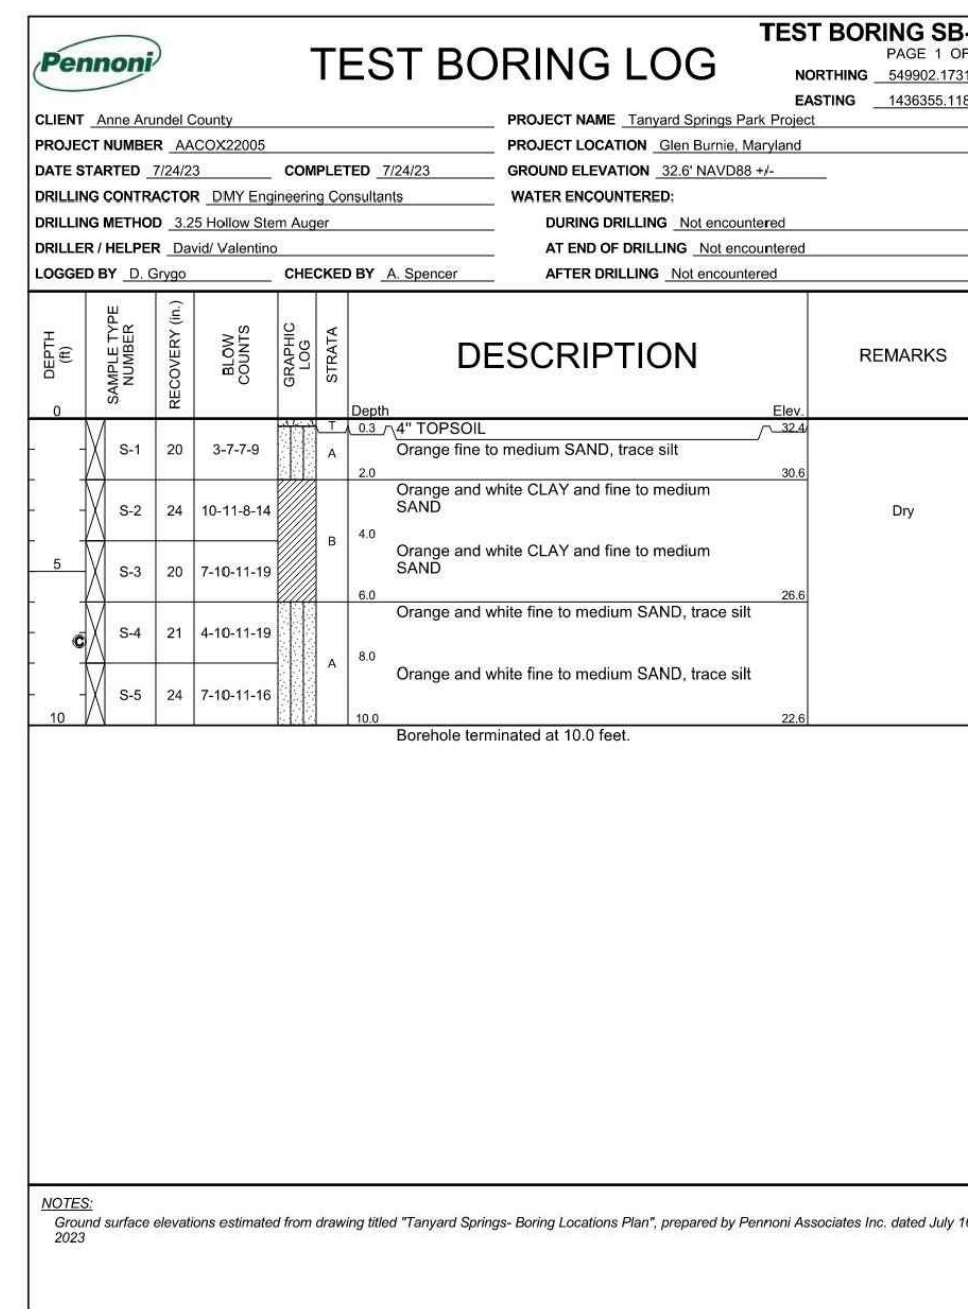 Pennoni
TEST BORING LOG
TEST BORING SB-
PAGE 1 OF
NORTHING 549902.1731
EASTING 1436355.118
CLIENT Anne Arundel County
PROJECT NAME Tanyard Springs Park Project
PROJECT NUMBER AACOX22005
PROJECT LOCATION Glen Burnie, Maryland
DATE STARTED 7/24/23 COMPLETED 7/24/23
GROUND ELEVATION 32.6' NAVD88 +/-
DRILLING CONTRACTOR DMY Engineering Consultants
WATER ENCOUNTERED:
DRILLING METHOD 3.25 Hollow Stem Auger
DURING DRILLING Not encountered
DRILLER / HELPER David/ Valentino
AT END OF DRILLING Not encountered
LOGGED BY D. Grygo CHECKED BY A. Spencer
AFTER DRILLING Not encountered
DEPTH (ft)
SAMPLE TYPE NUMBER
RECOVERY (in.)
BLOW COUNTS
GRAPHIC LOG
STRATA
DESCRIPTION
REMARKS
0 Depth Elev.
T 0.3 4" TOPSOIL 32.4
S-1 20 3-7-7-9 A Orange fine to medium SAND, trace silt
2.0 30.6
Orange and white CLAY and fine to medium
SAND
S-2 24 10-11-8-14 Dry
4.0
B
Orange and white CLAY and fine to medium
SAND
5 S-3 20 7-10-11-19
6.0 26.6
Orange and white fine to medium SAND, trace silt
S-4 21 4-10-11-19
©
8.0
A
Orange and white fine to medium SAND, trace silt
S-5 24 7-10-11-16
10 10.0 22.6
Borehole terminated at 10.0 feet.
NOTES:
Ground surface elevations estimated from drawing titled "Tanyard Springs- Boring Locations Plan", prepared by Pennoni Associates Inc. dated July
2023